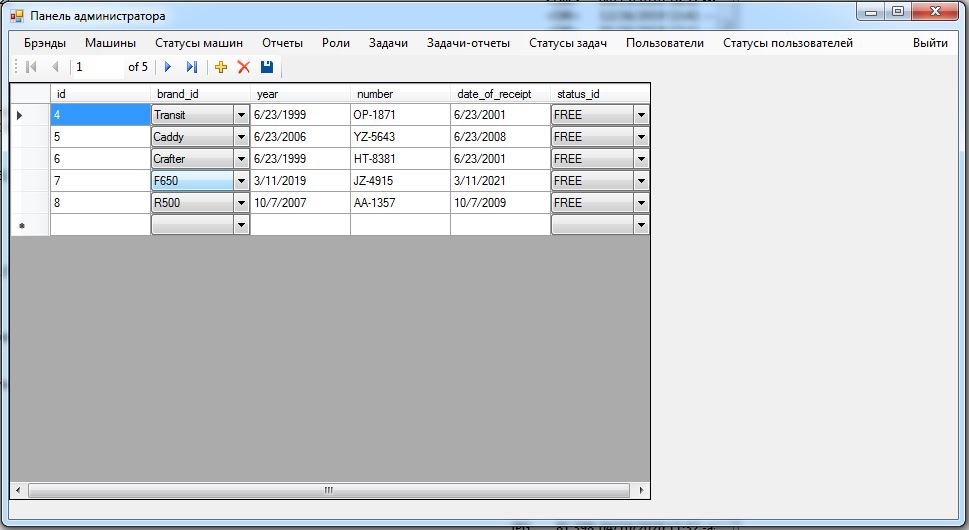 Панель администратора
Брэнды Машины Статусы машин Отчеты Роли Задачи Задачи-отчеты Статусы задач Пользователи Статусы пользователей Выйти
1 of 5
id brand_id year number date_of_receipt status_id
4 Transit 6/23/1999 OP-1871 6/23/2001 FREE
5 Caddy 6/23/2006 YZ-5643 6/23/2008 FREE
6 Crafter 6/23/1999 HT-8381 6/23/2001 FREE
7 F650 3/11/2019 JZ-4915 3/11/2021 FREE
8 R500 10/7/2007 AA-1357 10/7/2009 FREE